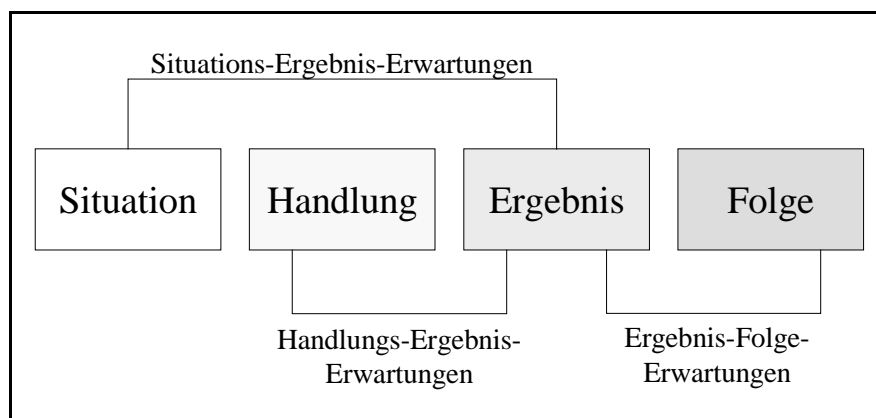 Situations-Ergebnis-Erwartungen
Situation
Handlung
Ergebnis
Folge
Handlungs-Ergebnis-
Erwartungen
Ergebnis-Folge-
Erwartungen